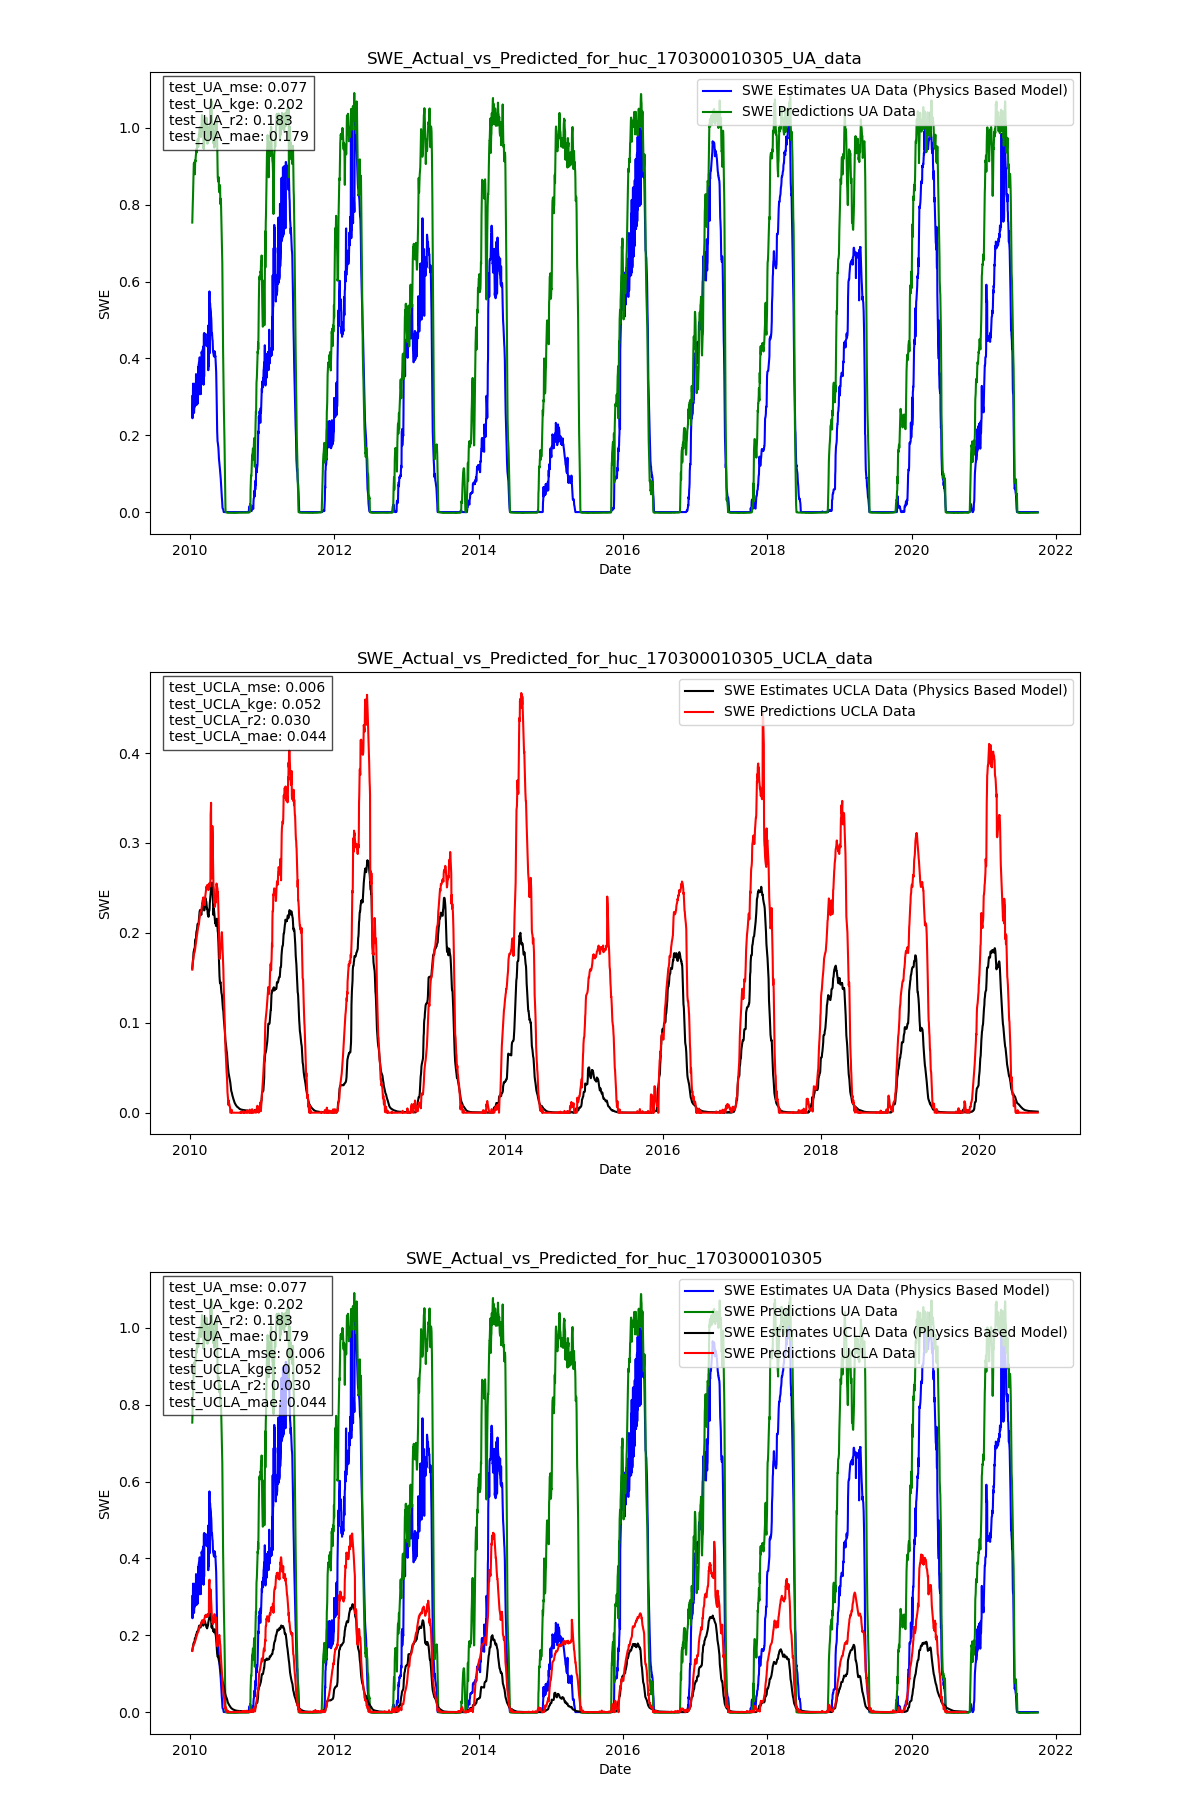 SWE_Actual_vs_Predicted_for_huc_170300010305_UA_data
test_UA_mse: 0.077
test_UA_kge: 0.202
test_UA_r2: 0.183
test_UA_mae: 0.179
SWE Estimates UA Data (Physics Based Model)
SWE Predictions UA Data
1.0
0.8
0.6
0.4
0.2
0.0
SWE
2010
2012
2014
2016
2018
2020
2022
Date
SWE_Actual_vs_Predicted_for_huc_170300010305_UCLA_data
test_UCLA_mse: 0.006
test_UCLA_kge: 0.052
test_UCLA_r2: 0.030
test_UCLA_mae: 0.044
SWE Estimates UCLA Data (Physics Based Model)
SWE Predictions UCLA Data
0.4
0.3
0.2
0.1
0.0
SWE
2010
2012
2014
2016
2018
2020
Date
SWE_Actual_vs_Predicted_for_huc_170300010305
test_UA_mse: 0.077
test_UA_kge: 0.202
test_UA_r2: 0.183
test_UA_mae: 0.179
test_UCLA_mse: 0.006
test_UCLA_kge: 0.052
test_UCLA_r2: 0.030
test_UCLA_mae: 0.044
SWE Estimates UA Data (Physics Based Model)
SWE Predictions UA Data
SWE Estimates UCLA Data (Physics Based Model)
SWE Predictions UCLA Data
1.0
0.8
0.6
0.4
0.2
0.0
SWE
2010
2012
2014
2016
2018
2020
2022
Date